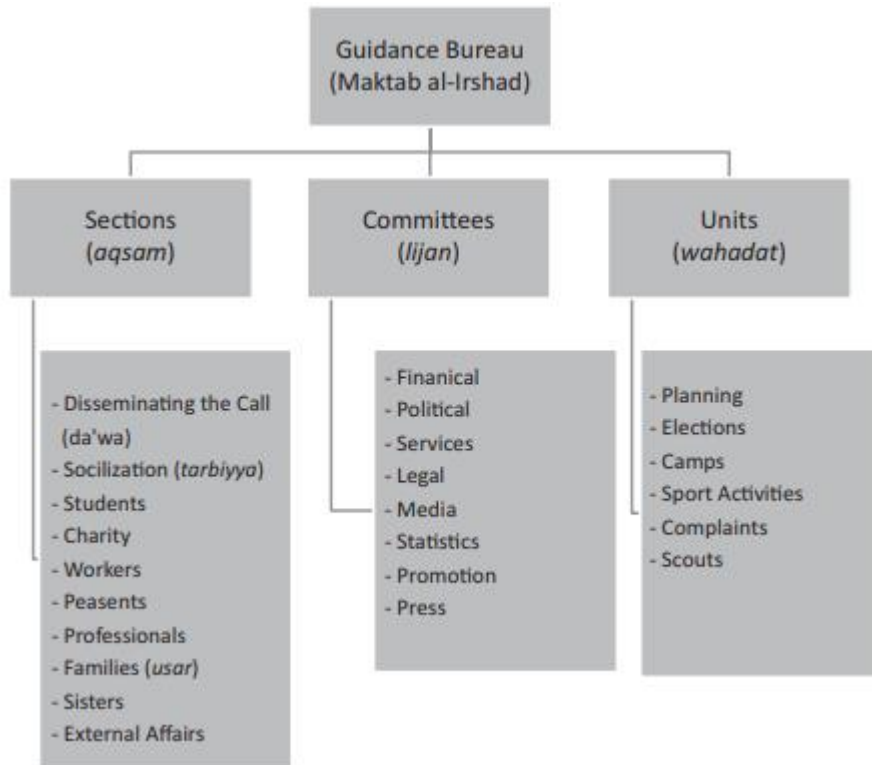 Guidance Bureau
(Maktab al-Irshad)
Sections
(aqsam)
Committees
(lijan)
Units
(wahadat)
- Disseminating the Call
(da'wa)
- Socilization (tarbiyya)
- Students
- Charity
- Workers
- Peasents
- Professionals
- Families (usar)
- Sisters
- External Affairs
- Finanical
- Political
- Services
- Legal
- Media
- Statistics
- Promotion
- Press
- Planning
- Elections
- Camps
- Sport Activities
- Complaints
- Scouts